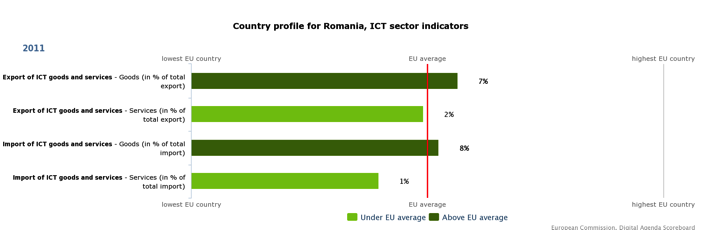 Country profile for Romania, ICT sector indicators
2011
lowest EU country EU average highest EU country
Export of ICT goods and services - Goods (in % of total
export)
7%
Export of ICT goods and services - Services (in % of
total export)
2%
Import of ICT goods and services - Goods (in % of total
import)
8%
Import of ICT goods and services - Services (in % of
total import)
1%
lowest EU country EU average highest EU country
Under EU average Above EU average
European Commission, Digital Agenda Scoreboard